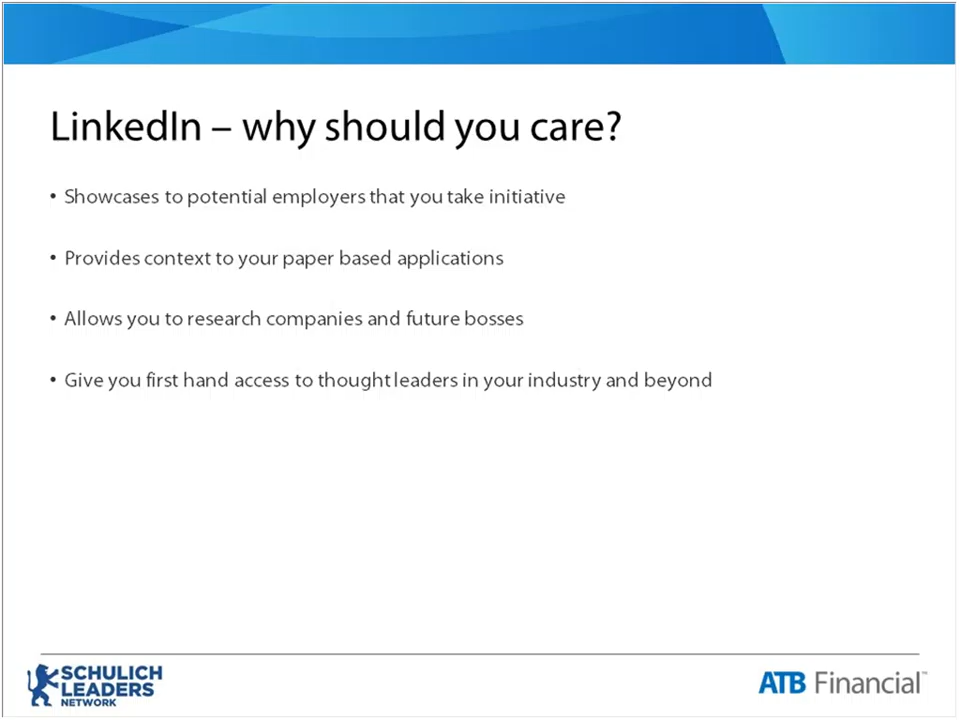 LinkedIn – why should you care?
• Showcases to potential employers that you take initiative
• Provides context to your paper based applications
• Allows you to research companies and future bosses
• Give you first hand access to thought leaders in your industry and beyond
SCHULICH
LEADERS
NETWORK
ATB Financial™